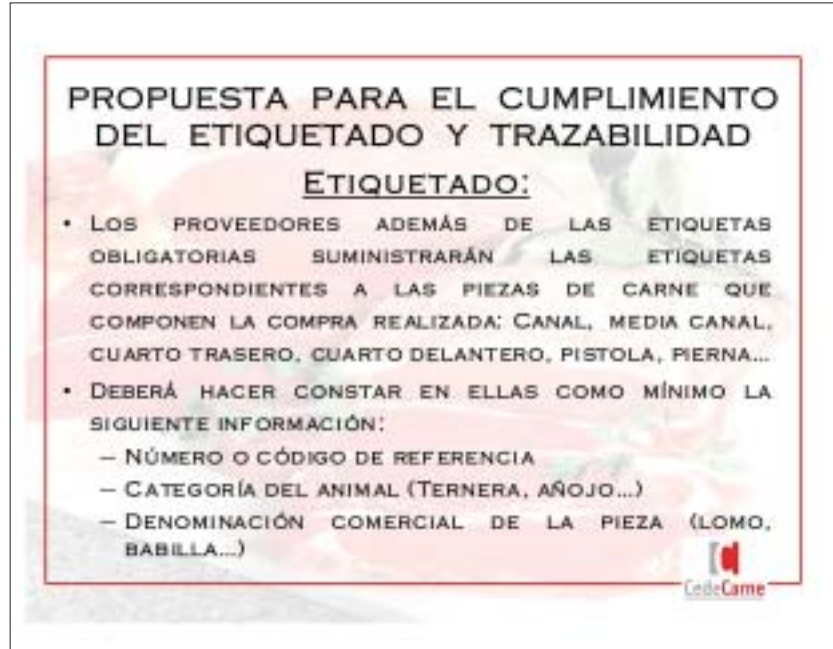 PROPUESTA PARA EL CUMPLIMIENTO
DEL ETIQUETADO Y TRAZABILIDAD
ETIQUETADO:
• LOS PROVEEDORES ADEMÁS DE LAS ETIQUETAS
OBLIGATORIAS SUMINISTRARÁN LAS ETIQUETAS
CORRESPONDIENTES A LAS PIEZAS DE CARNE QUE
COMPONEN LA COMPRA REALIZADA: CANAL, MEDIA CANAL,
CUARTO TRASERO, CUARTO DELANTERO, PISTOLA, PIERNA...
• DEBERÁ HACER CONSTAR EN ELLAS COMO MÍNIMO LA
SIGUIENTE INFORMACIÓN:
– NÚMERO O CÓDIGO DE REFERENCIA
– CATEGORÍA DEL ANIMAL (TERNERA, AÑOJO...)
– DENOMINACIÓN COMERCIAL DE LA PIEZA (LOMO,
BABILLA...)
CedeCarne